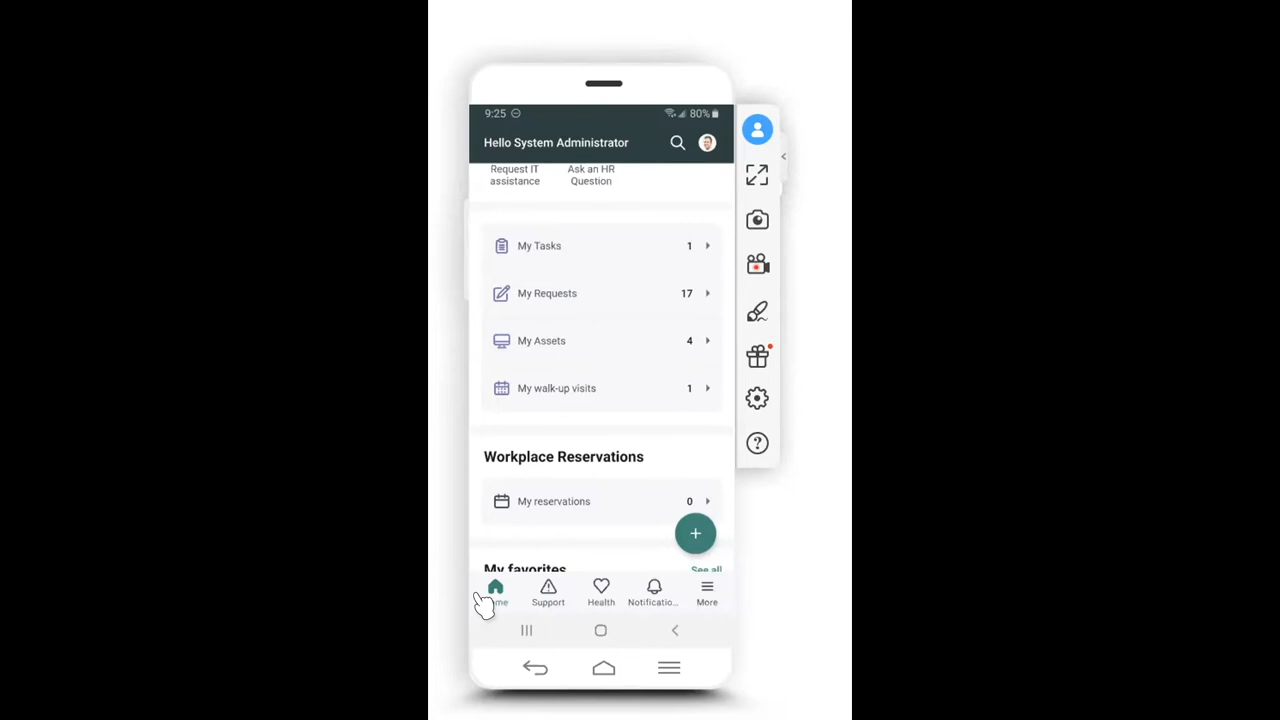 9:25 80%
Hello System Administrator
Request IT Ask an HR
assistance Question
My Tasks 1
My Requests 17
My Assets 4
My walk-up visits 1
Workplace Reservations
My reservations 0
+
My favorites See all
Support Health Notificatio... More